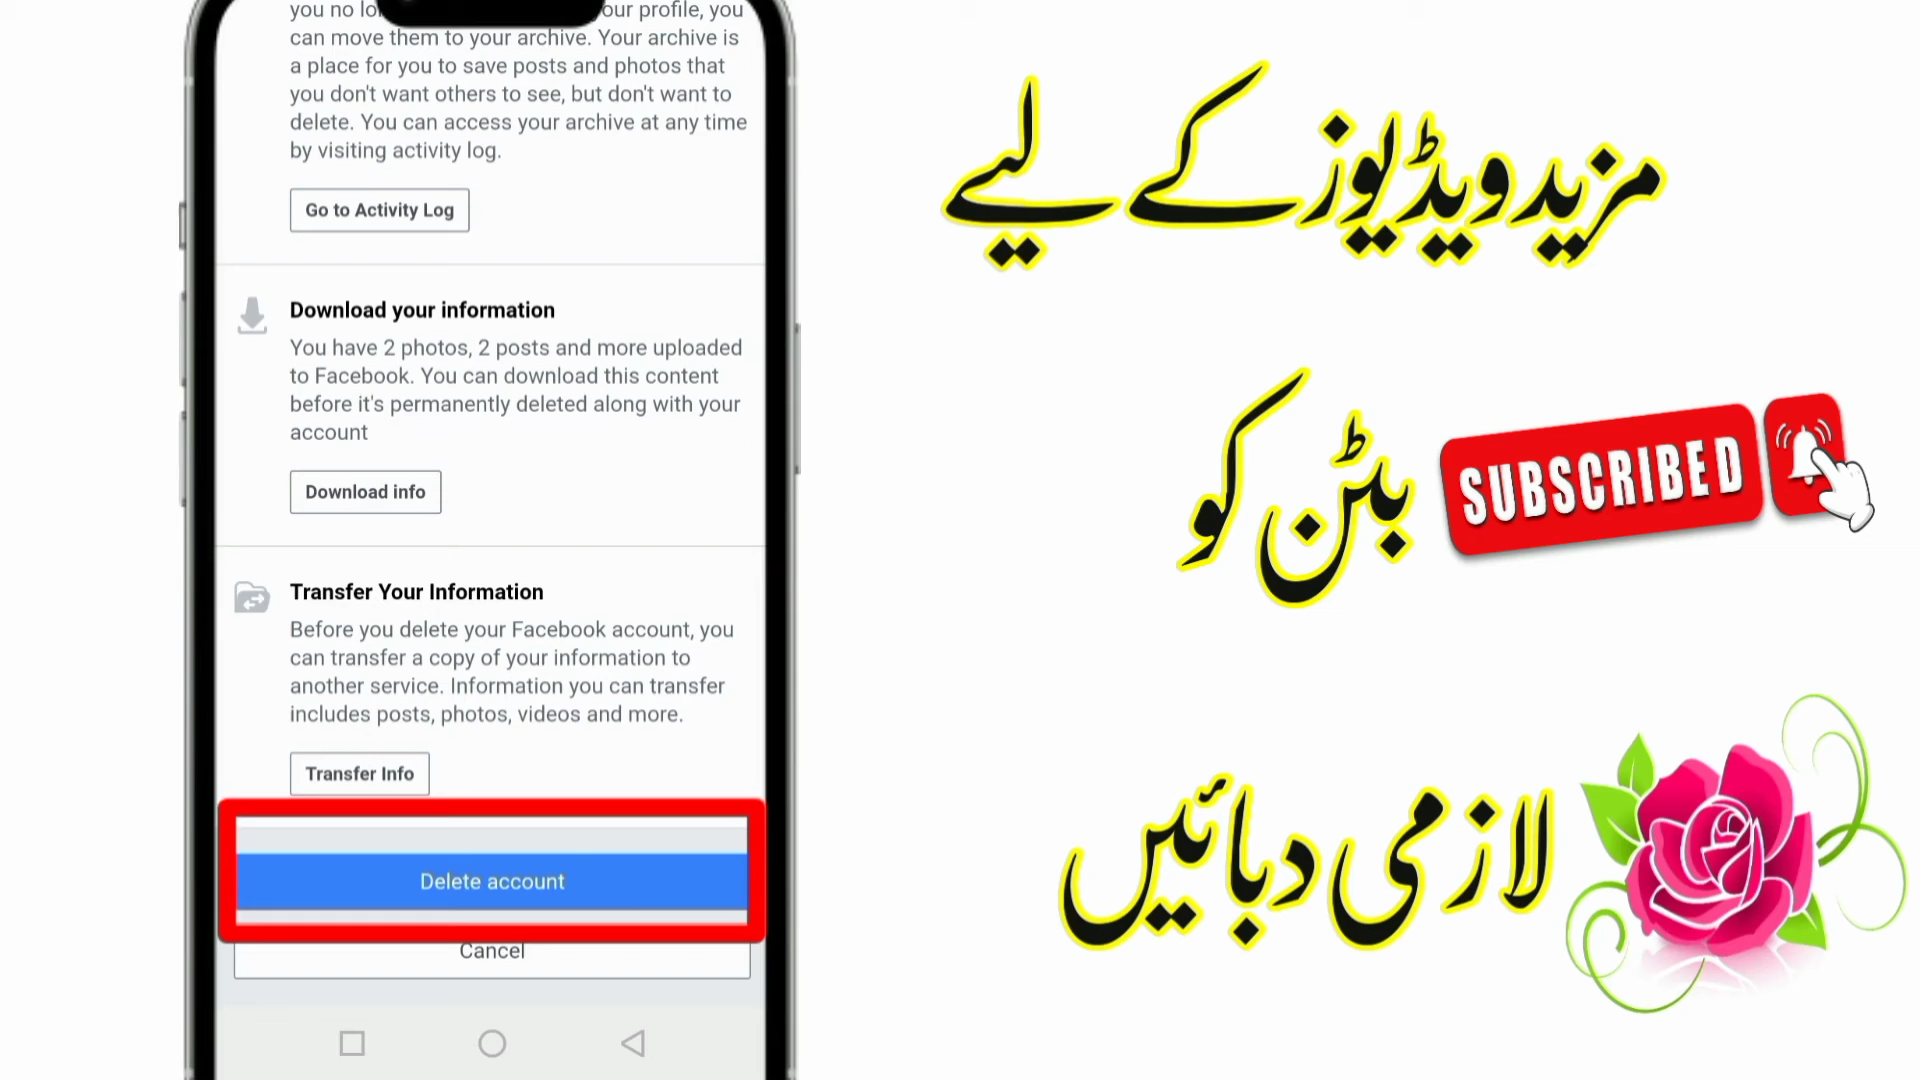 you no lo our profile, you
can move them to your archive. Your archive is
a place for you to save posts and photos that
you don't want others to see, but don't want to
delete. You can access your archive at any time
by visiting activity log.
Go to Activity Log
Download your information
You have 2 photos, 2 posts and more uploaded
to Facebook. You can download this content
before it's permanently deleted along with your
account
Download info
Transfer Your Information
Before you delete your Facebook account, you
can transfer a copy of your information to
another service. Information you can transfer
includes posts, photos, videos and more.
Transfer Info
Delete account
Cancel
مزید ویڈیوز کے لیے
SUBSCRIBED بٹن کو
لازمی دبائیں